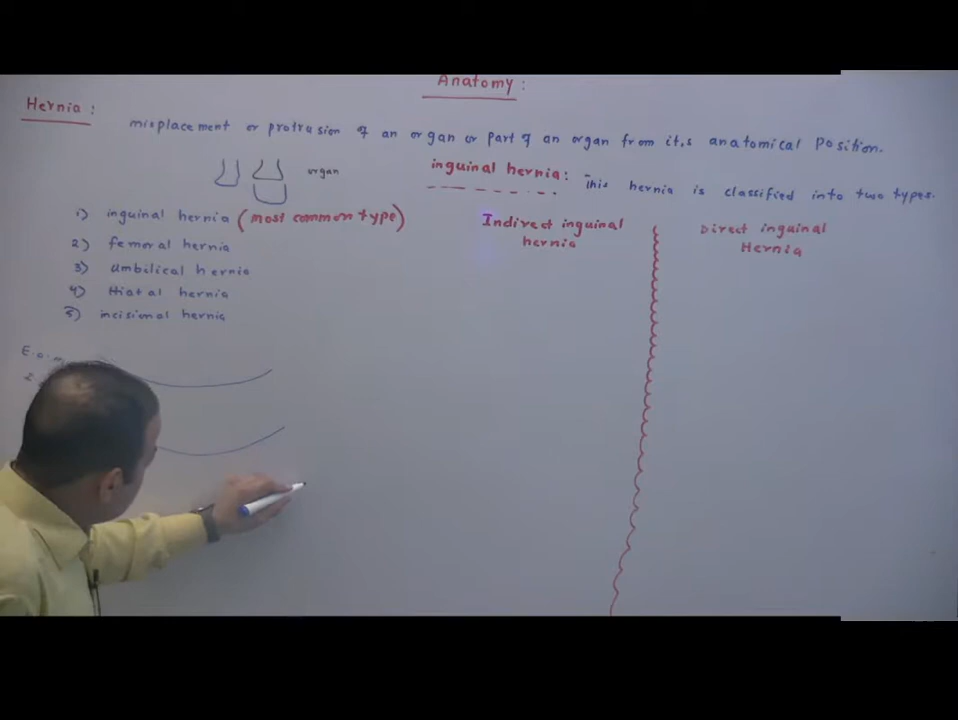 Anatomy :
Hernia :
misplacement or protrusion of an organ or part of an organ from it,s anatomical Position.
organ
inguinal hernia : This hernia is classified into two types.
1) inguinal hernia (most common type)
2) femoral hernia
3) umbilical hernia
4) Hiatal hernia
5) incisional hernia
Indirect inguinal
hernia
Direct inguinal
Hernia